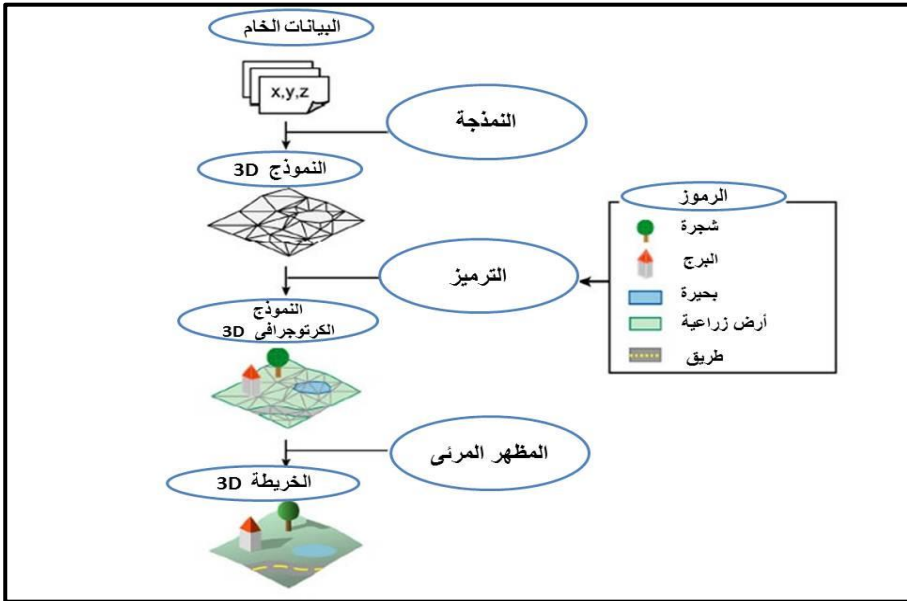 البيانات الخام
x,y,z
النمذجة
النموذج 3D
الرموز
شجرة
البرج
بحيرة
أرض زراعية
طريق
الترميز
النموذج
الكرتوجرافى 3D
المظهر المرئى
الخريطة 3D